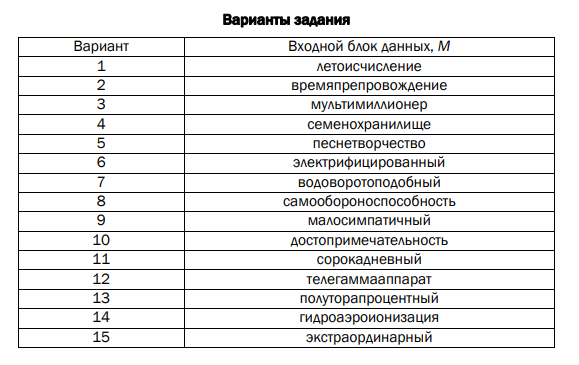 Варианты задания
Вариант Входной блок данных, M
1 летоисчисление
2 времяпрепровождение
3 мультимиллионер
4 семенохранилище
5 песнетворчество
6 электрифицированный
7 водоворотоподобный
8 самообороноспособность
9 малосимпатичный
10 достопримечательность
11 сорокадневный
12 телегаммааппарат
13 полуторапроцентный
14 гидроаэроионизация
15 экстраординарный